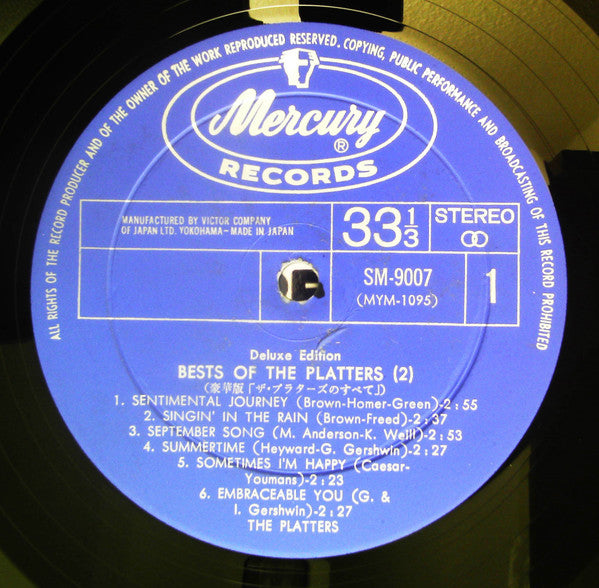 ALL RIGHTS OF THE RECORD PRODUCER AND OF THE OWNER OF THE WORK REPRODUCED RESERVED. COPYING, PUBLIC PERFORMANCE AND BROADCASTING OF THIS RECORD PROHIBITED
Mercury ®
RECORDS
MANUFACTURED BY VICTOR COMPANY
OF JAPAN LTD. YOKOHAMA-MADE IN JAPAN
33 1/3
STEREO
SM-9007
(MYM-1095)
1
Deluxe Edition
BESTS OF THE PLATTERS (2)
(豪華版「ザ・プラターズのすべて」)
1. SENTIMENTAL JOURNEY (Brown-Homer-Green)-2:55
2. SINGIN' IN THE RAIN (Brown-Freed)-2:37
3. SEPTEMBER SONG (M. Anderson-K. Weill)-2:53
4. SUMMERTIME (Heyward-G. Gershwin)-2:27
5. SOMETIMES I'M HAPPY (Caesar-
Youmans)-2:23
6. EMBRACEABLE YOU (G. &
I. Gershwin)-2:27
THE PLATTERS